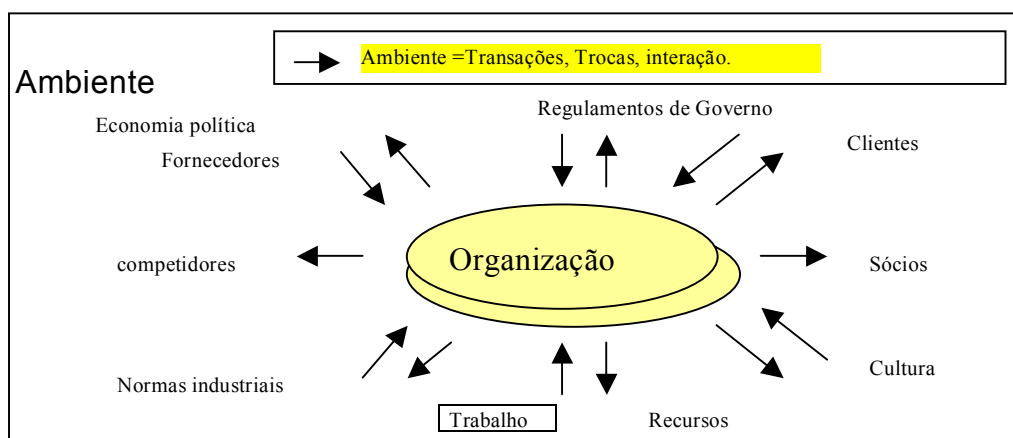 Ambiente =Transações, Trocas, interação.
Ambiente
Regulamentos de Governo
Economia política
Fornecedores
Clientes
competidores
Organização
Sócios
Normas industriais
Cultura
Trabalho
Recursos